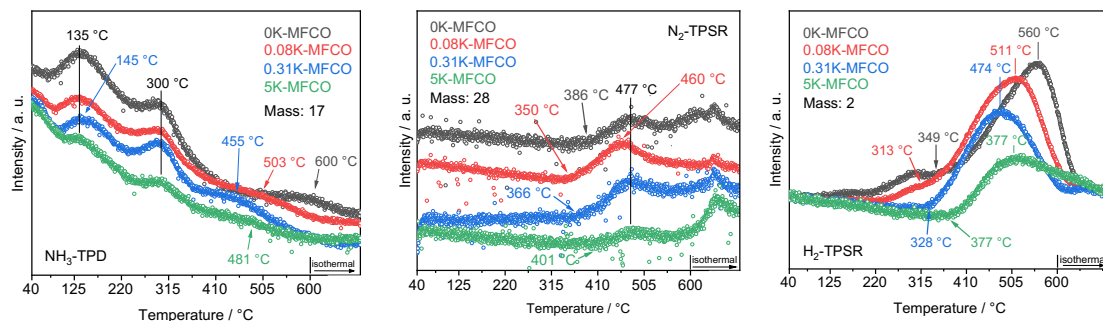 135 °C
0K-MFCO
0.08K-MFCO
0.31K-MFCO
5K-MFCO
Mass: 17
145 °C
300 °C
455 °C
503 °C
600 °C
481 °C
NH₃-TPD
isothermal
Intensity / a. u.
40 125 220 315 410 505 600
Temperature / °C
N₂-TPSR
0K-MFCO
0.08K-MFCO
0.31K-MFCO
5K-MFCO
Mass: 28
350 °C
386 °C
477 °C
460 °C
366 °C
401 °C
isothermal
Intensity / a. u.
40 125 220 315 410 505 600
Temperature / °C
0K-MFCO
0.08K-MFCO
0.31K-MFCO
5K-MFCO
Mass: 2
560 °C
511 °C
474 °C
349 °C
313 °C
377 °C
328 °C
377 °C
H₂-TPSR
isothermal
Intensity / a. u.
40 125 220 315 410 505 600
Temperature / °C